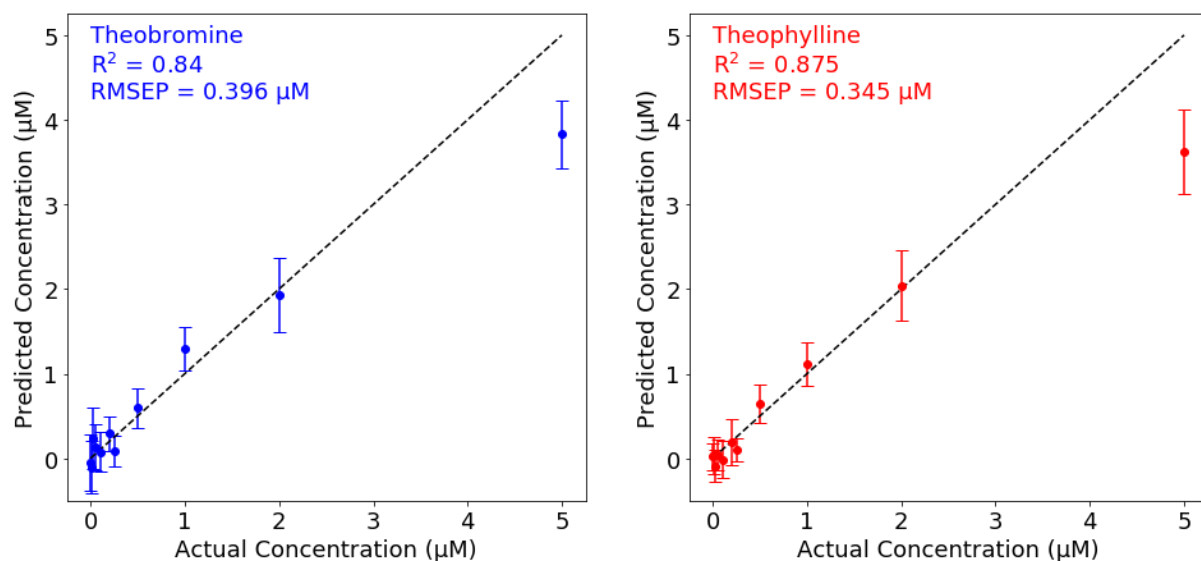 Theobromine
R² = 0.84
RMSEP = 0.396 μM
Predicted Concentration (μM)
5
4
3
2
1
0
0 1 2 3 4 5
Actual Concentration (μM)
Theophylline
R² = 0.875
RMSEP = 0.345 μM
Predicted Concentration (μM)
5
4
3
2
1
0
0 1 2 3 4 5
Actual Concentration (μM)